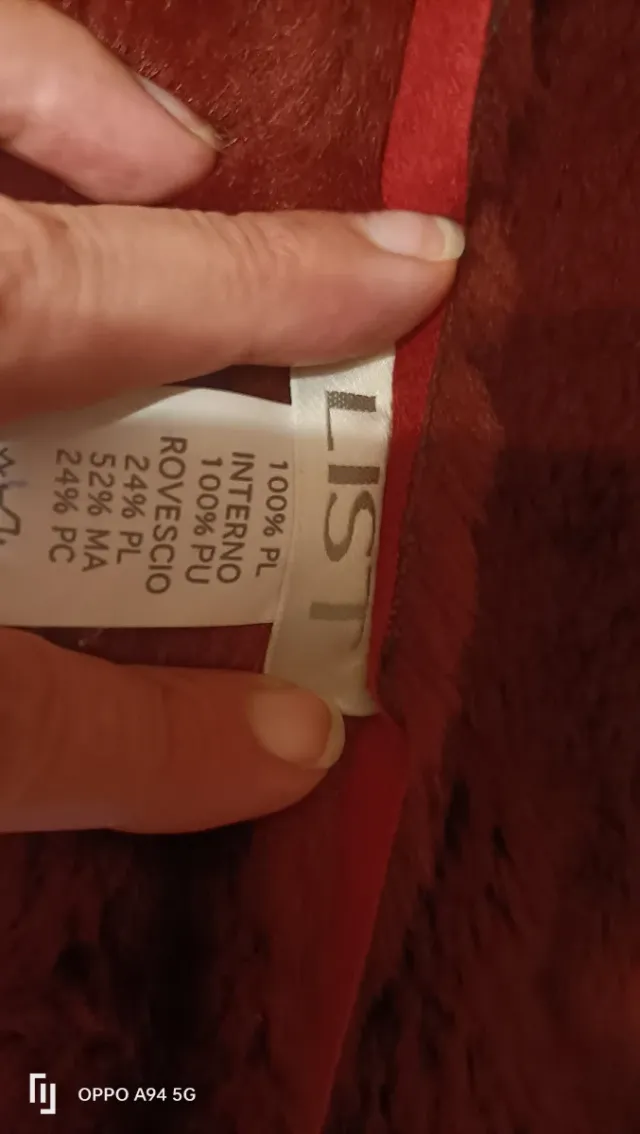 LIST
100% PL
INTERNO
100% PU
ROVESCIO
24% PL
52% MA
24% PC
OPPO A94 5G